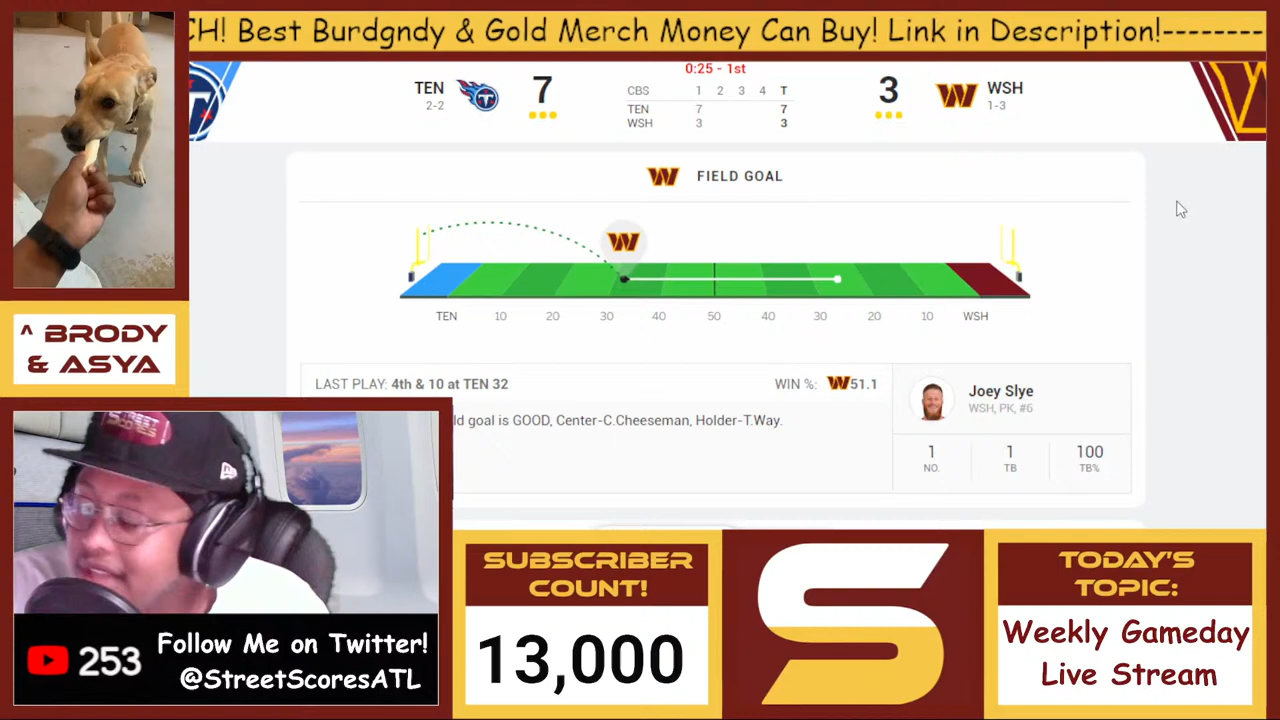 CH! Best Burdgndy & Gold Merch Money Can Buy! Link in Description!--------
0:25 - 1st
TEN
2-2
7
CBS 1 2 3 4 T
TEN 7 7
WSH 3 3
3
WSH
1-3
W FIELD GOAL
W
TEN 10 20 30 40 50 40 30 20 10 WSH
^ BRODY
& ASYA
LAST PLAY: 4th & 10 at TEN 32
WIN %: W 51.1
ld goal is GOOD, Center-C.Cheeseman, Holder-T.Way.
Joey Slye
WSH, PK, #6
1 1 100
NO. TB TB%
STREET
SCORES
253
Follow Me on Twitter!
@StreetScoresATL
SUBSCRIBER
COUNT!
13,000
S
TODAY'S
TOPIC:
Weekly Gameday
Live Stream